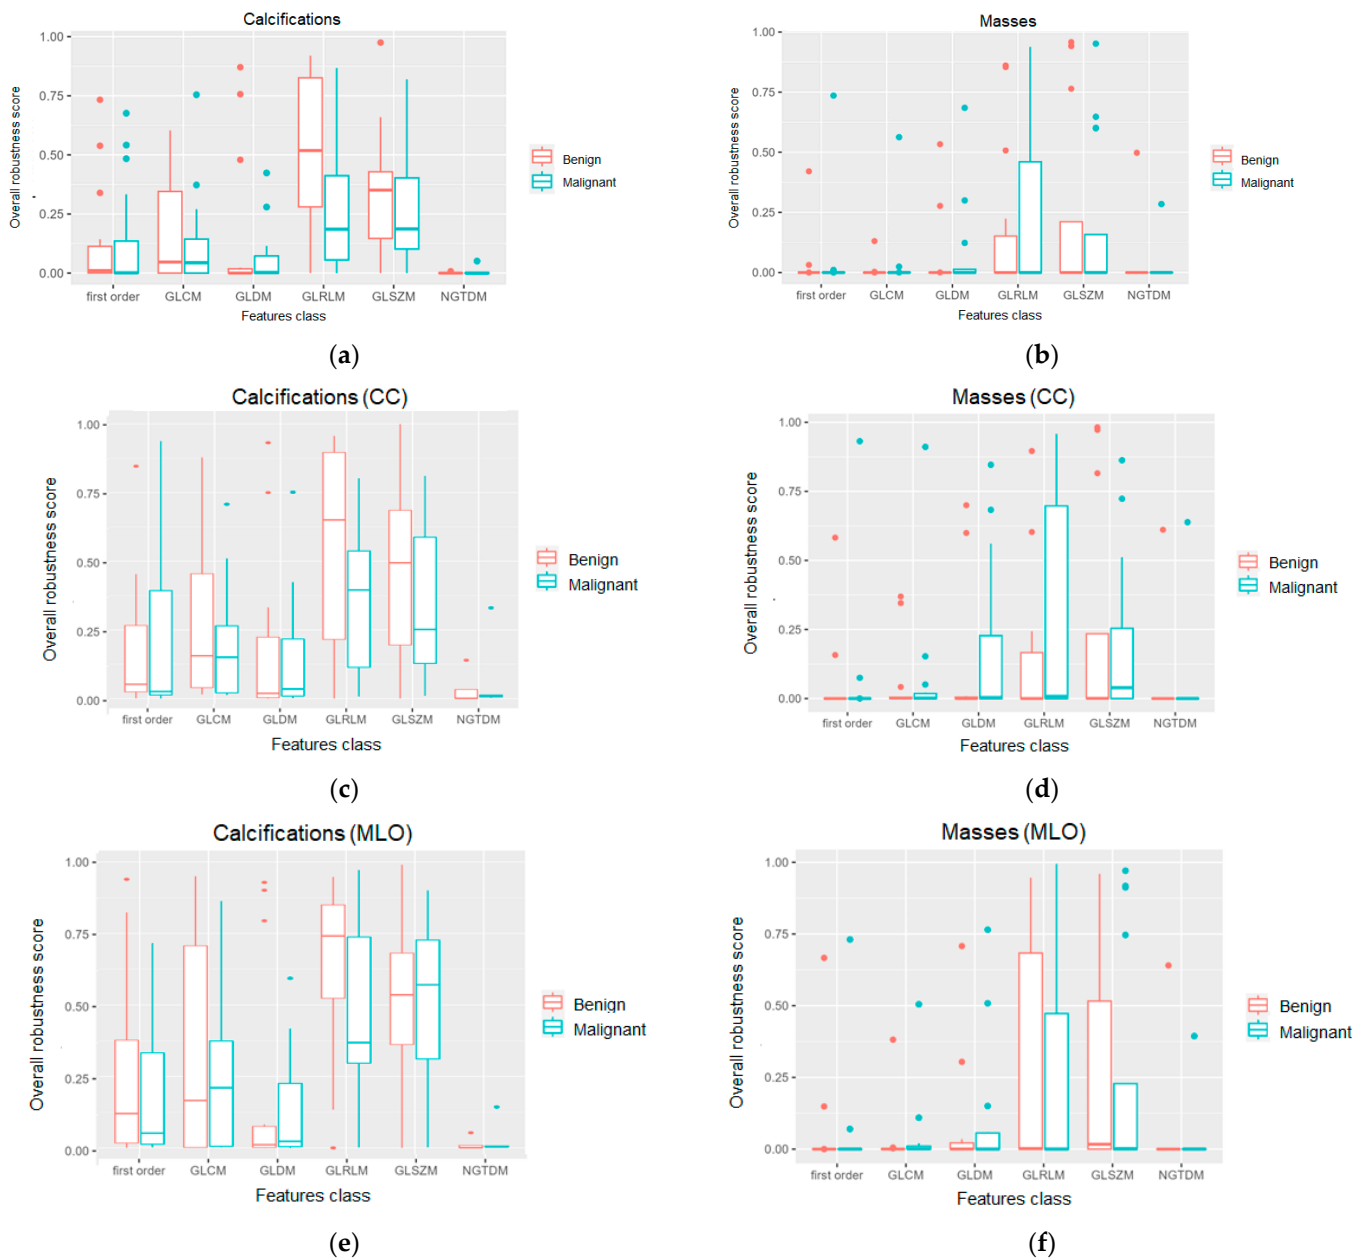 Calcifications
Overall robustness score
1.00
0.75
0.50
0.25
0.00
first order GLCM GLDM GLRLM GLSZM NGTDM
Features class
Benign
Malignant
(a)
Masses
Overall robustness score
1.00
0.75
0.50
0.25
0.00
first order GLCM GLDM GLRLM GLSZM NGTDM
Features class
Benign
Malignant
(b)
Calcifications (CC)
Overall robustness score
1.00
0.75
0.50
0.25
0.00
first order GLCM GLDM GLRLM GLSZM NGTDM
Features class
Benign
Malignant
(c)
Masses (CC)
Overall robustness score
1.00
0.75
0.50
0.25
0.00
first order GLCM GLDM GLRLM GLSZM NGTDM
Features class
Benign
Malignant
(d)
Calcifications (MLO)
Overall robustness score
1.00
0.75
0.50
0.25
0.00
first order GLCM GLDM GLRLM GLSZM NGTDM
Features class
Benign
Malignant
(e)
Masses (MLO)
Overall robustness score
1.00
0.75
0.50
0.25
0.00
first order GLCM GLDM GLRLM GLSZM NGTDM
Features class
Benign
Malignant
(f)